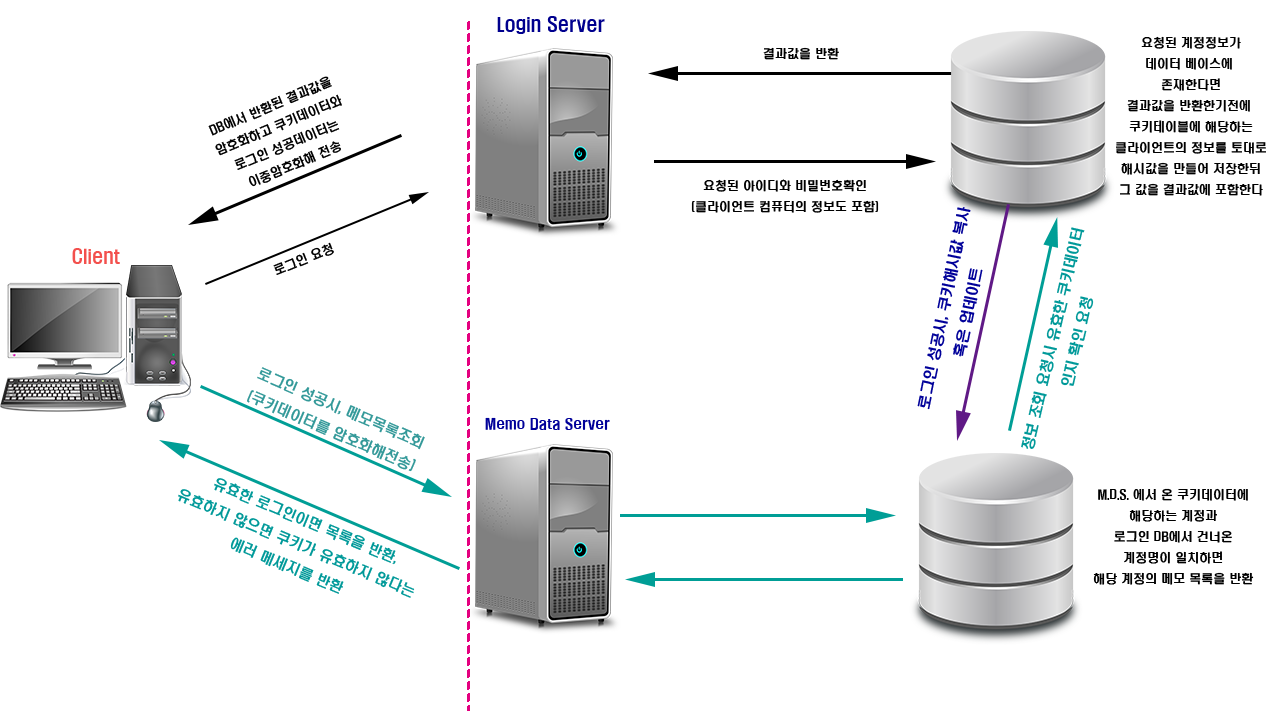 Login Server
결과값을 반환
요청된 계정정보가
데이터 베이스에
존재한다면
결과값을 반환한기전에
쿠키테이블에 해당하는
클라이언트의 정보를 토대로
해시값을 만들어 저장한뒤
그 값을 결과값에 포함한다
DB에서 반환된 결과값을
암호화하고 쿠키데이터와
로그인 성공데이터는
이중암호화해 전송
요청된 아이디와 비밀번호확인
(클라이언트 컴퓨터의 정보도 포함)
로그인 요청
Client
로그인 성공시, 쿠키해시값 복사
혹은 업데이트
정보 조회 요청시 유효한 쿠키데이터
인지 확인 요청
로그인 성공시, 메모목록조회
(쿠키데이터를 암호화해전송)
Memo Data Server
유효한 로그인이면 목록을 반환,
유효하지 않으면 쿠키가 유효하지 않다는
애러 메세지를 반환
M.D.S. 에서 온 쿠키데이터에
해당하는 계정과
로그인 DB에서 건너온
계정명이 일치하면
해당 계정의 메모 목록을 반환